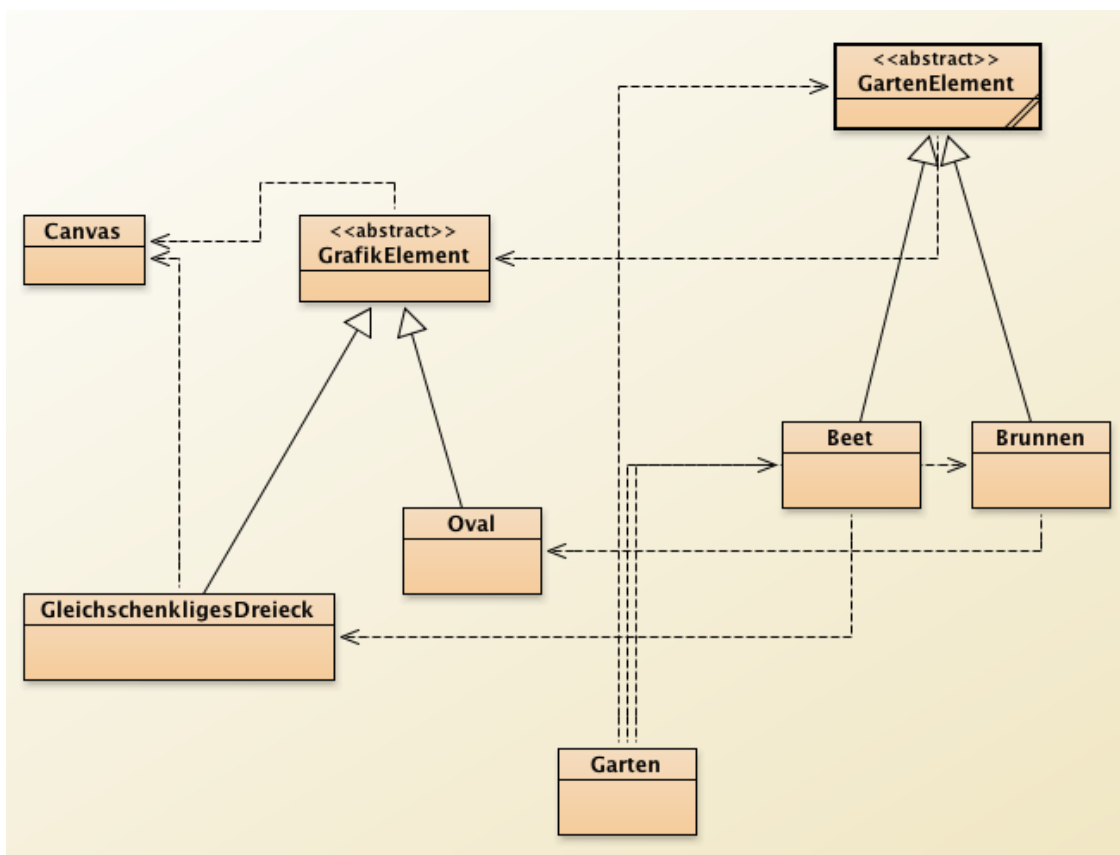 <<abstract>>
GartenElement
Canvas
<<abstract>>
GrafikElement
Beet
Brunnen
Oval
GleichschenkligesDreieck
Garten